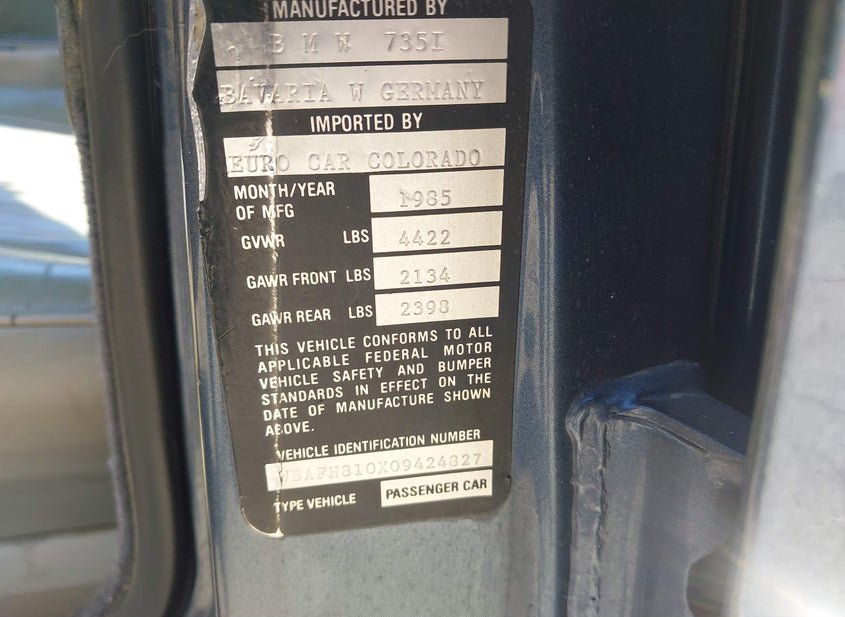 MANUFACTURED BY
BMW 735I
BAVARIA W GERMANY
IMPORTED BY
EURO CAR COLORADO
MONTH/YEAR OF MFG 1985
GVWR LBS 4422
GAWR FRONT LBS 2134
GAWR REAR LBS 2398
THIS VEHICLE CONFORMS TO ALL
APPLICABLE FEDERAL MOTOR
VEHICLE SAFETY AND BUMPER
STANDARDS IN EFFECT ON THE
DATE OF MANUFACTURE SHOWN
ABOVE.
VEHICLE IDENTIFICATION NUMBER
WBAFH810X09424827
TYPE VEHICLE PASSENGER CAR